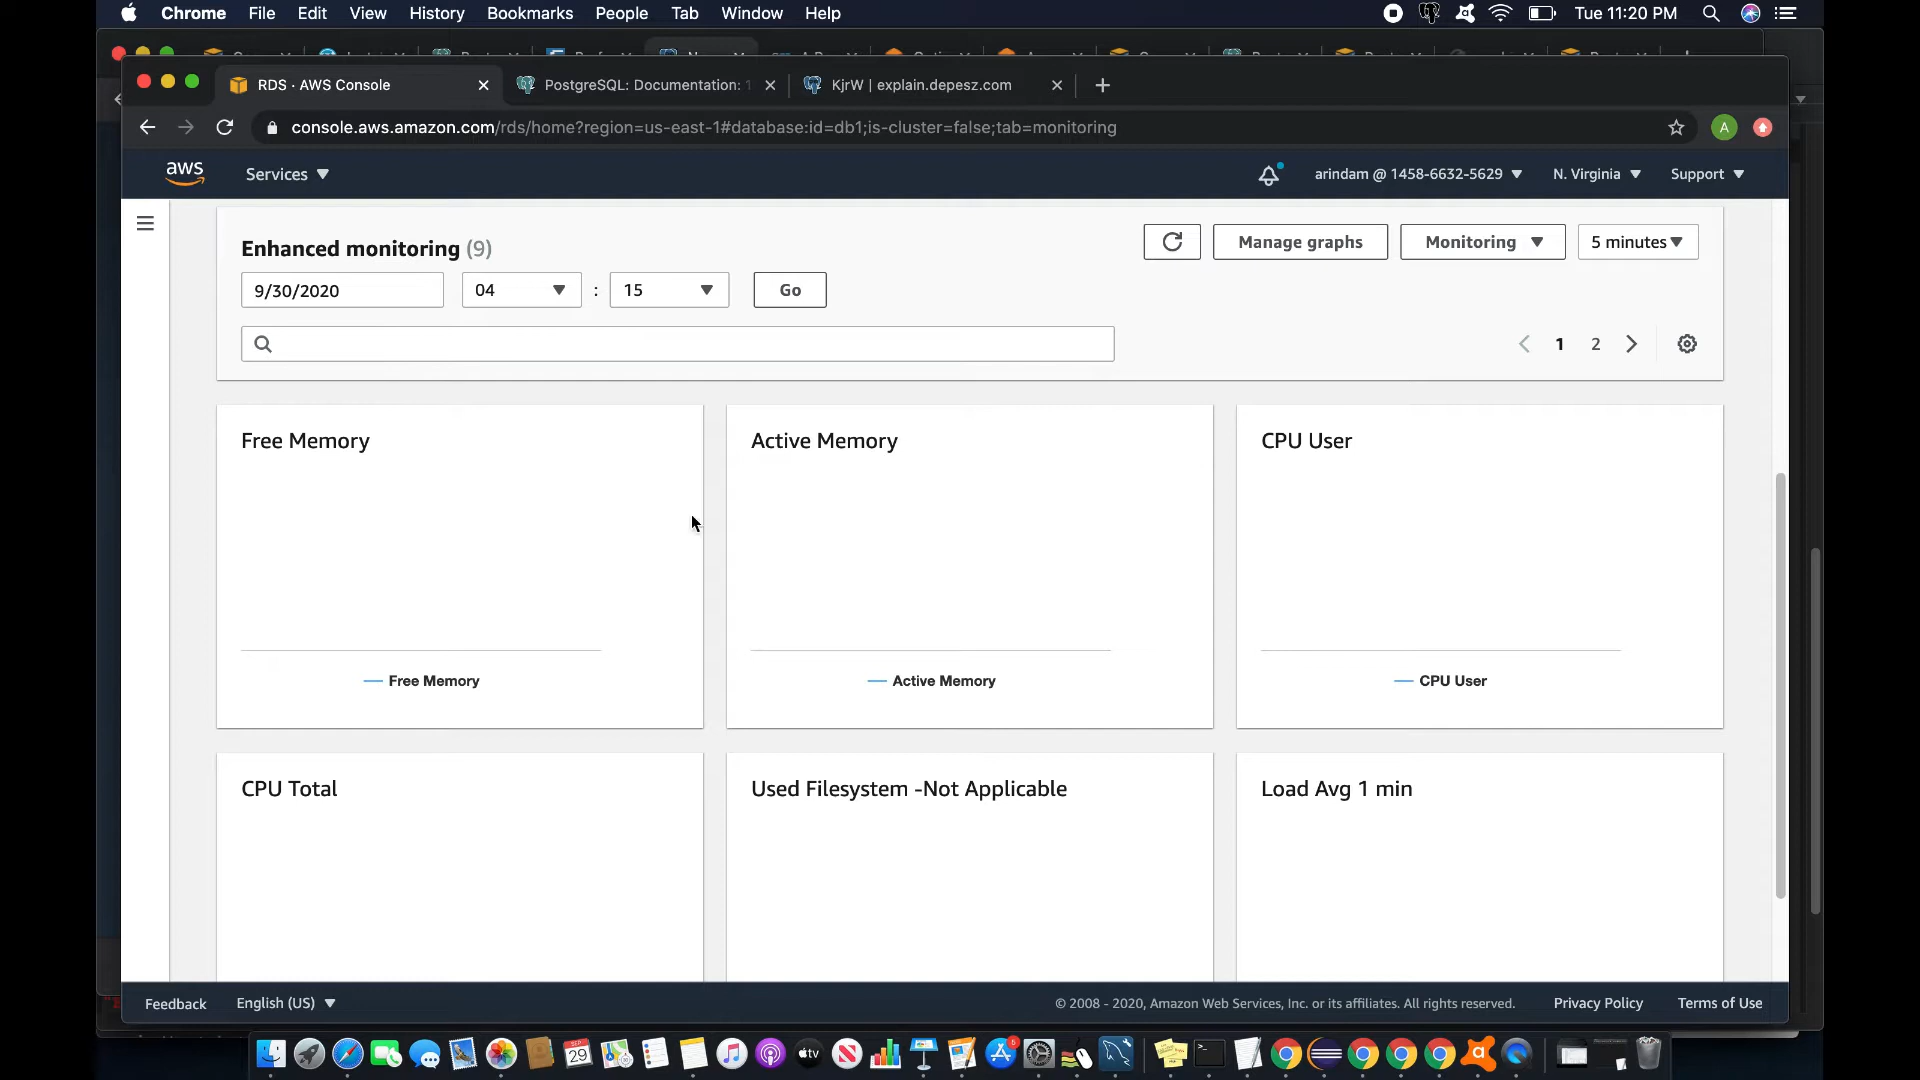 Chrome File Edit View History Bookmarks People Tab Window Help Tue 11:20 PM
RDS · AWS Console PostgreSQL: Documentation: 1 KjrW | explain.depesz.com
console.aws.amazon.com/rds/home?region=us-east-1#database:id=db1;is-cluster=false;tab=monitoring A
aws Services arindam @ 1458-6632-5629 N. Virginia Support
Enhanced monitoring (9) Manage graphs Monitoring 5 minutes
9/30/2020 04 : 15 Go
1 2
Free Memory Active Memory CPU User
Free Memory Active Memory CPU User
CPU Total Used Filesystem -Not Applicable Load Avg 1 min
Feedback English (US) © 2008 - 2020, Amazon Web Services, Inc. or its affiliates. All rights reserved. Privacy Policy Terms of Use
SEP
29
tv
5